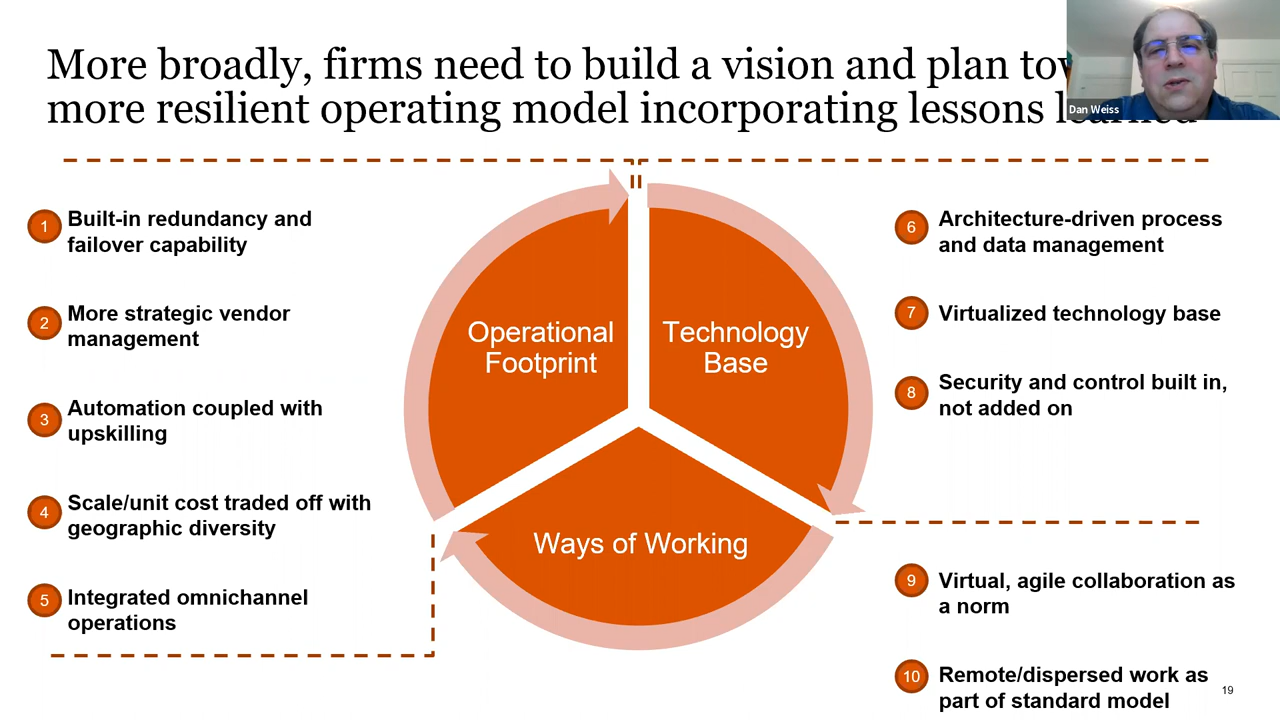 More broadly, firms need to build a vision and plan
more resilient operating model incorporating lessons
Dan Weiss
1 Built-in redundancy and
failover capability
2 More strategic vendor
management
3 Automation coupled with
upskilling
4 Scale/unit cost traded off with
geographic diversity
5 Integrated omnichannel
operations
Operational
Footprint
Technology
Base
Ways of Working
6 Architecture-driven process
and data management
7 Virtualized technology base
8 Security and control built in,
not added on
9 Virtual, agile collaboration as
a norm
10 Remote/dispersed work as
part of standard model
19